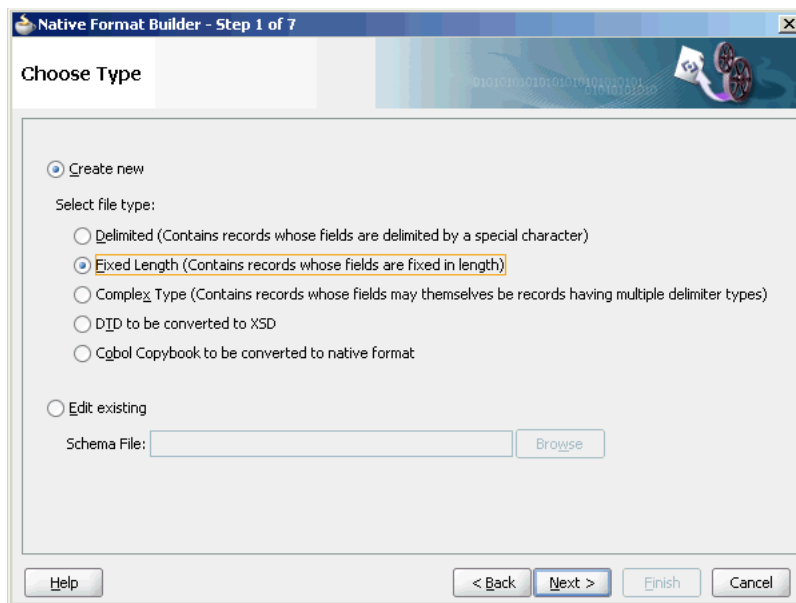 Native Format Builder - Step 1 of 7
Choose Type
01010101010101010101010101
01010101010
Create new
Select file type:
Delimited (Contains records whose fields are delimited by a special character)
Fixed Length (Contains records whose fields are fixed in length)
Complex Type (Contains records whose fields may themselves be records having multiple delimiter types)
DTD to be converted to XSD
Cobol Copybook to be converted to native format
Edit existing
Schema File:
Browse
Help
< Back
Next >
Finish
Cancel